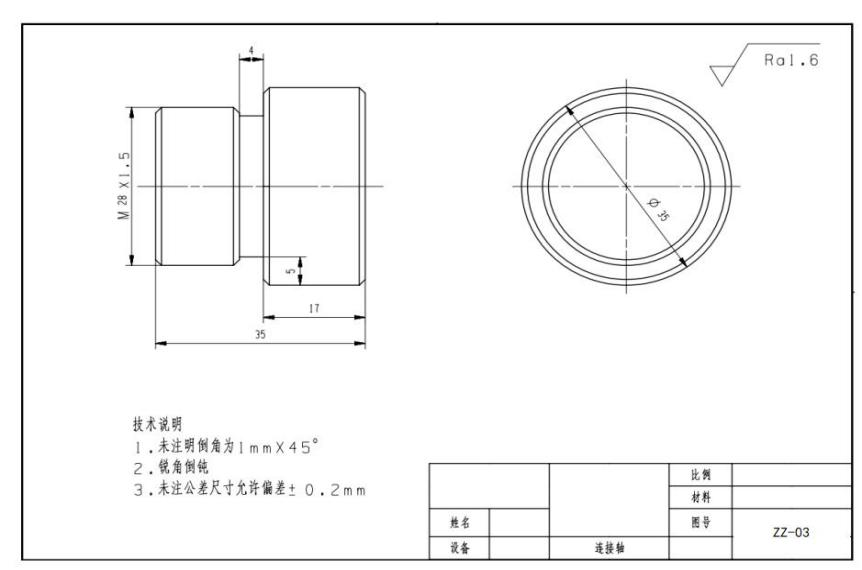 4
Ra1.6
M28X1.5
Ø35
5
17
35
技术说明
1.未注明倒角为1mmX45°
2.锐角倒钝
3.未注公差尺寸允许偏差±0.2mm
比例
材料
姓名 图号 ZZ-03
设备 连接轴